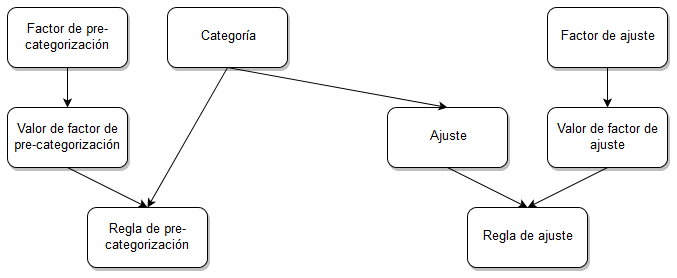 Factor de pre-
categorización
Categoría
Factor de ajuste
Valor de factor de
pre-categorización
Ajuste
Valor de factor de
ajuste
Regla de pre-
categorización
Regla de ajuste